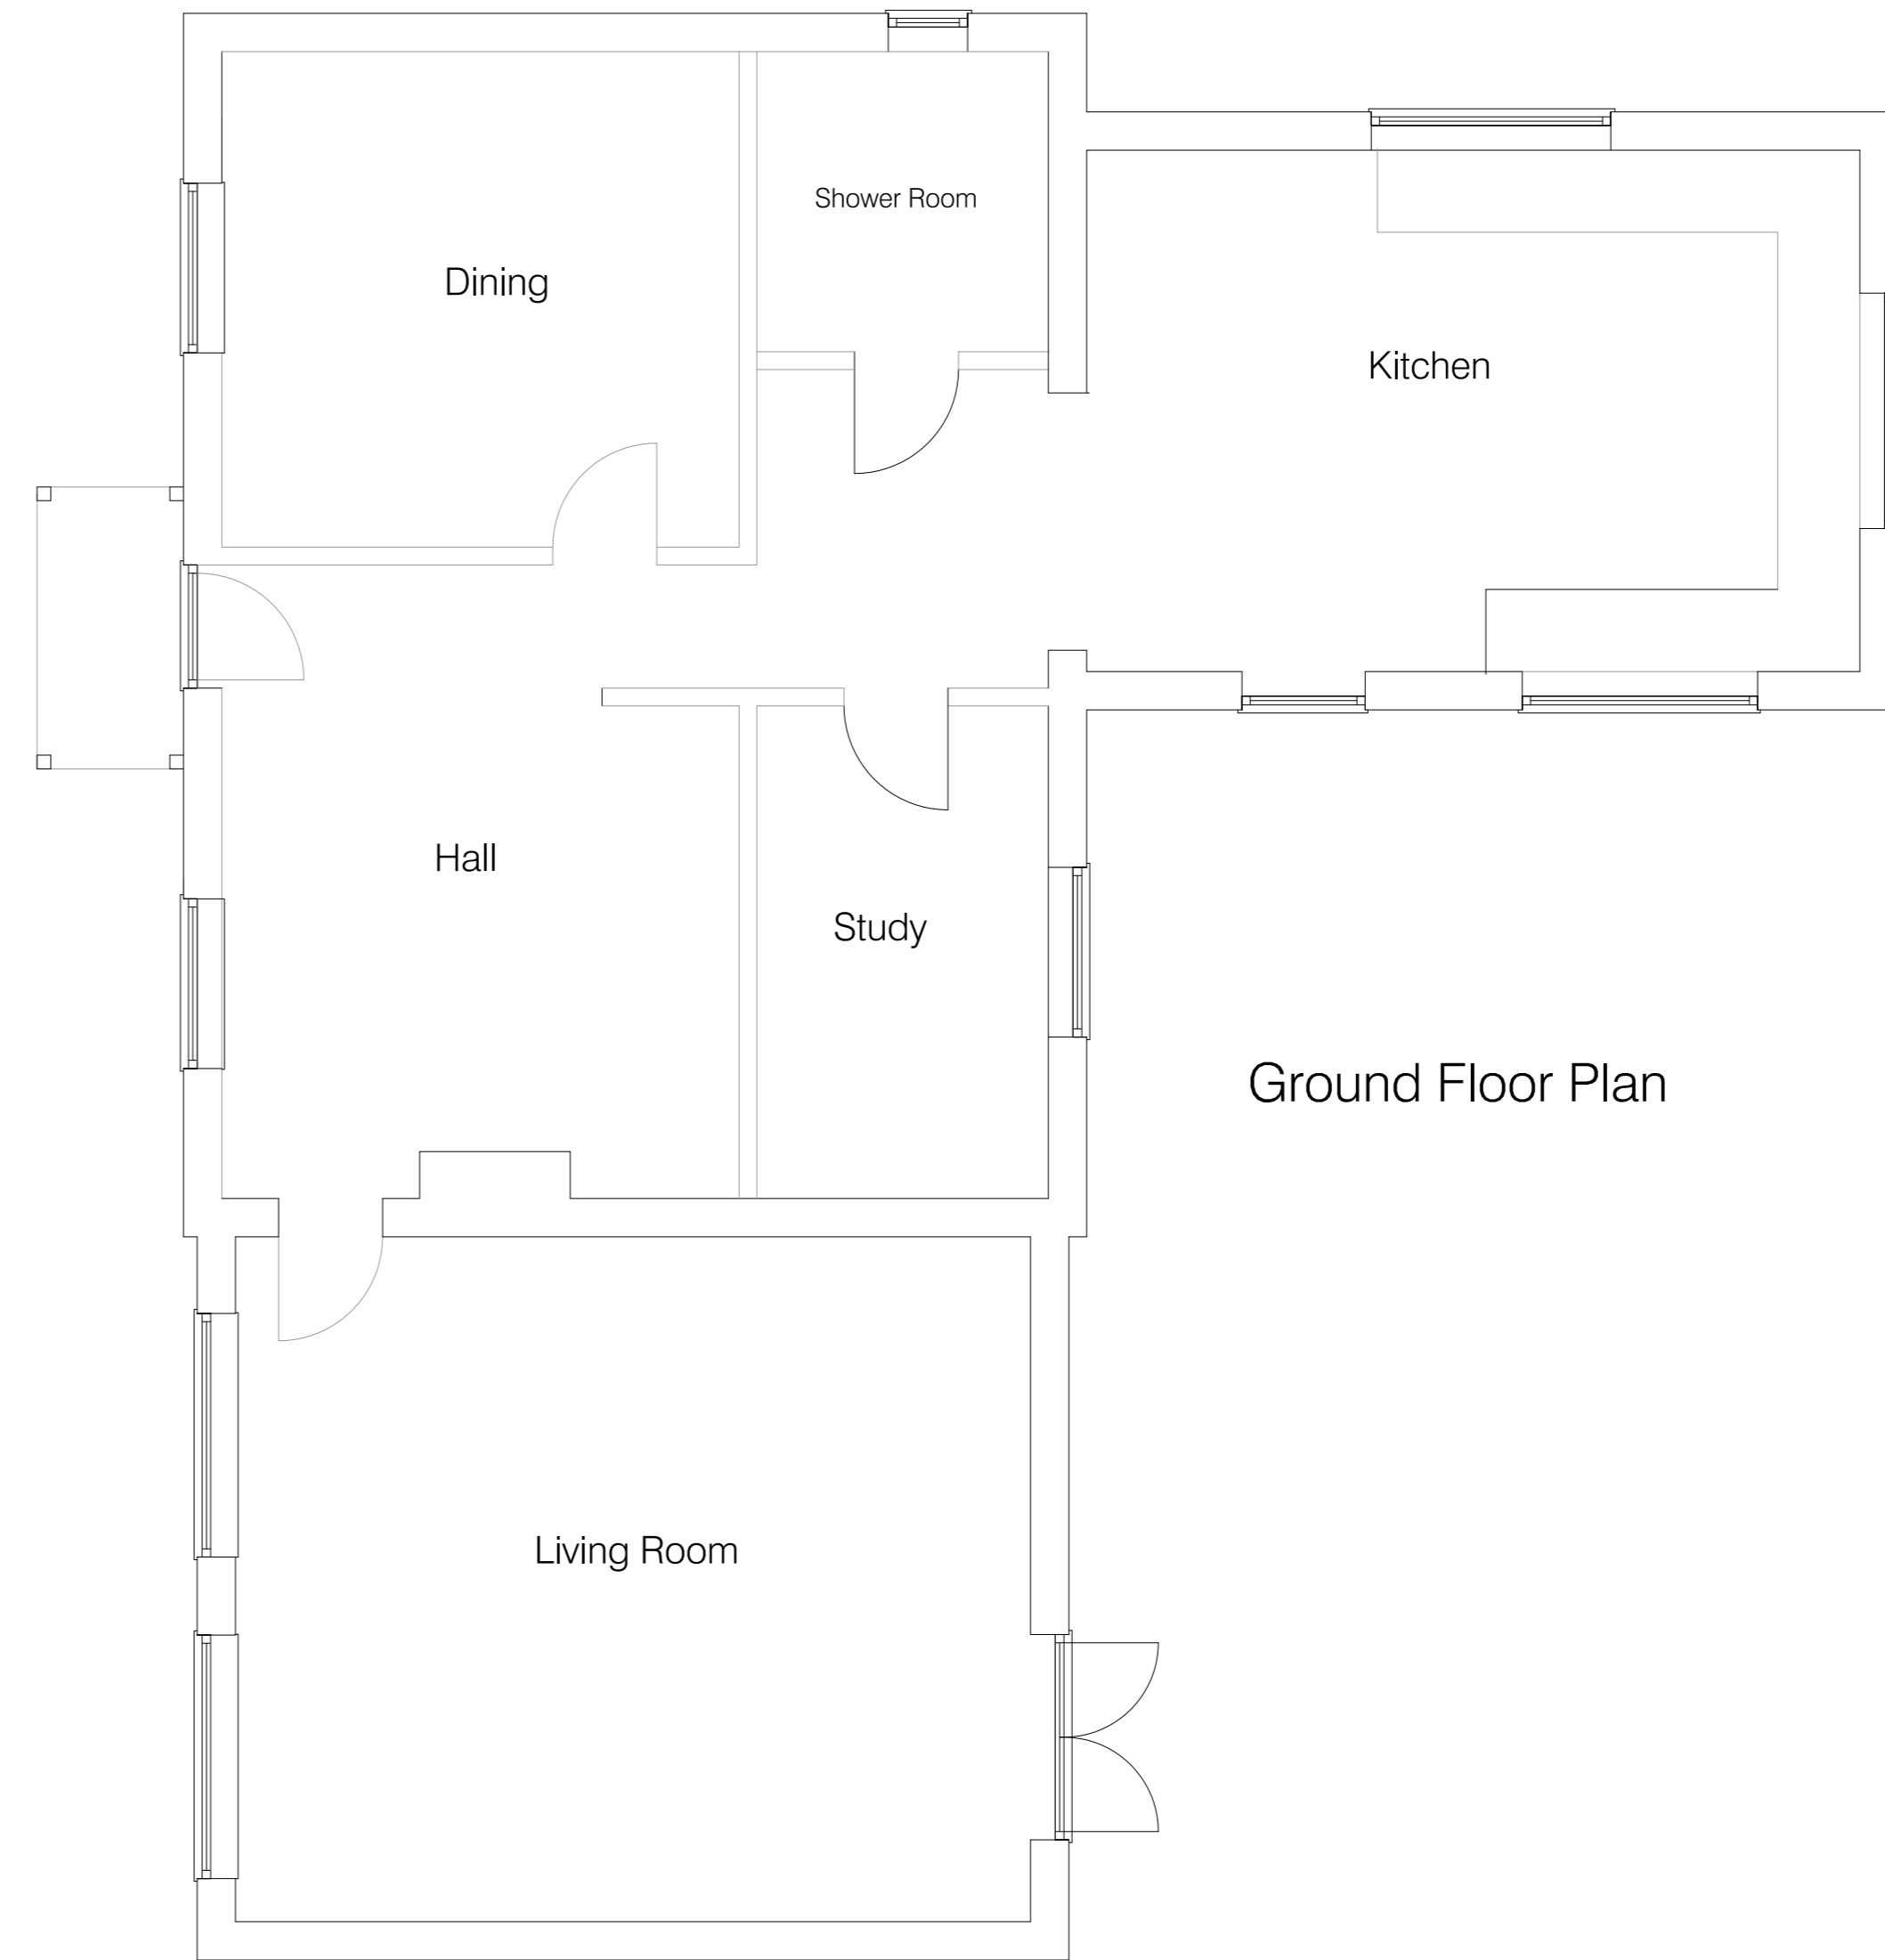 Shower Room
Dining
Kitchen
Hall
Study
Ground Floor Plan
Living Room